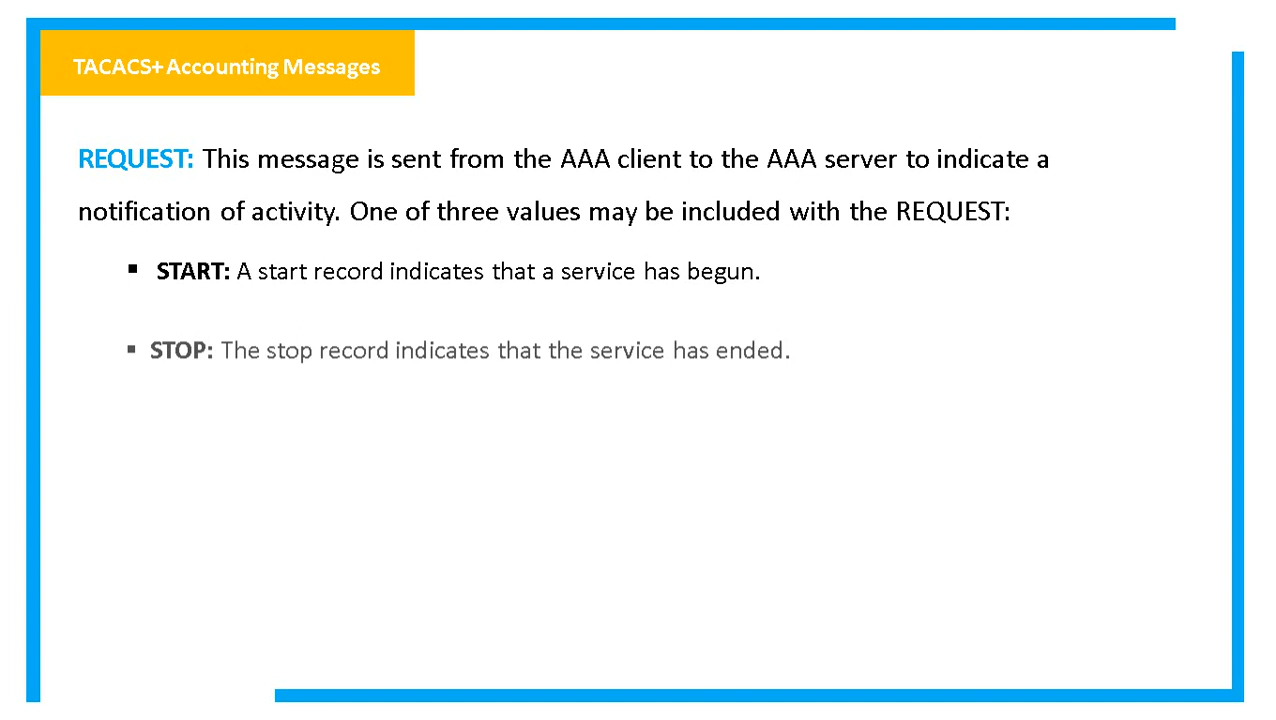 TACACS+ Accounting Messages
REQUEST: This message is sent from the AAA client to the AAA server to indicate a
notification of activity. One of three values may be included with the REQUEST:
▪ START: A start record indicates that a service has begun.
▪ STOP: The stop record indicates that the service has ended.